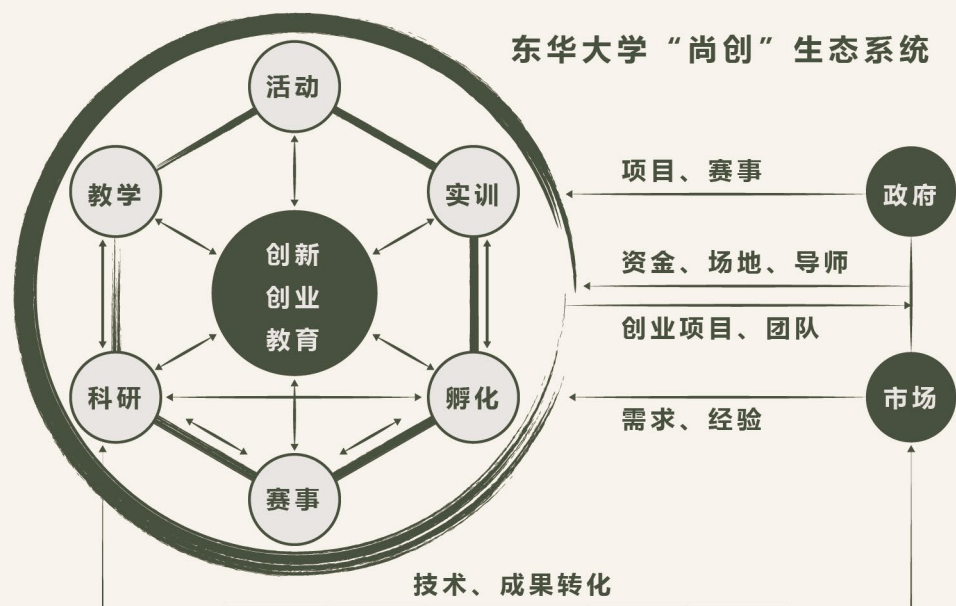 东华大学“尚创”生态系统
活动
教学
实训
创新
创业
教育
科研
孵化
赛事
项目、赛事
政府
资金、场地、导师
创业项目、团队
市场
需求、经验
技术、成果转化